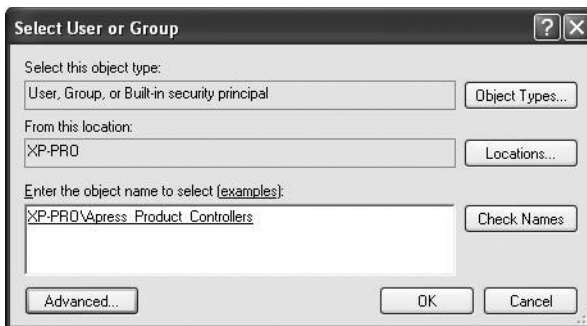 Select User or Group
Select this object type:
User, Group, or Built-in security principal
Object Types...
From this location:
XP-PRO
Locations...
Enter the object name to select (examples):
XP-PRO\Apress_Product_Controllers
Check Names
Advanced...
OK
Cancel